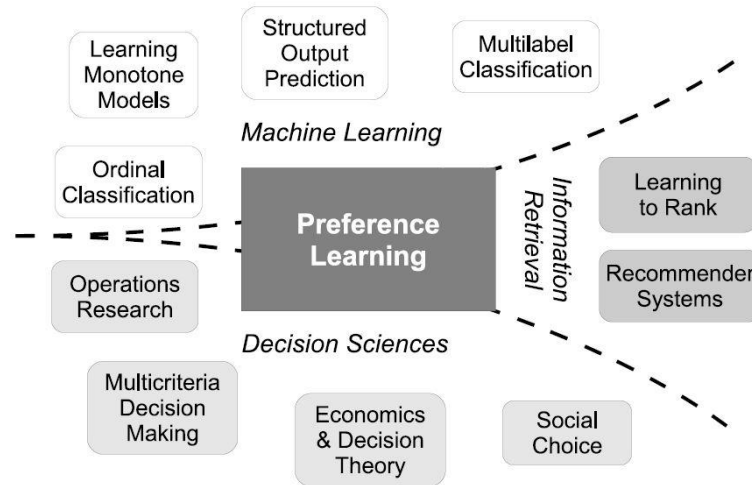 Learning
Monotone
Models
Structured
Output
Prediction
Multilabel
Classification
Machine Learning
Ordinal
Classification
Preference
Learning
Information
Retrieval
Learning
to Rank
Recommender
Systems
Operations
Research
Decision Sciences
Multicriteria
Decision
Making
Economics
& Decision
Theory
Social
Choice